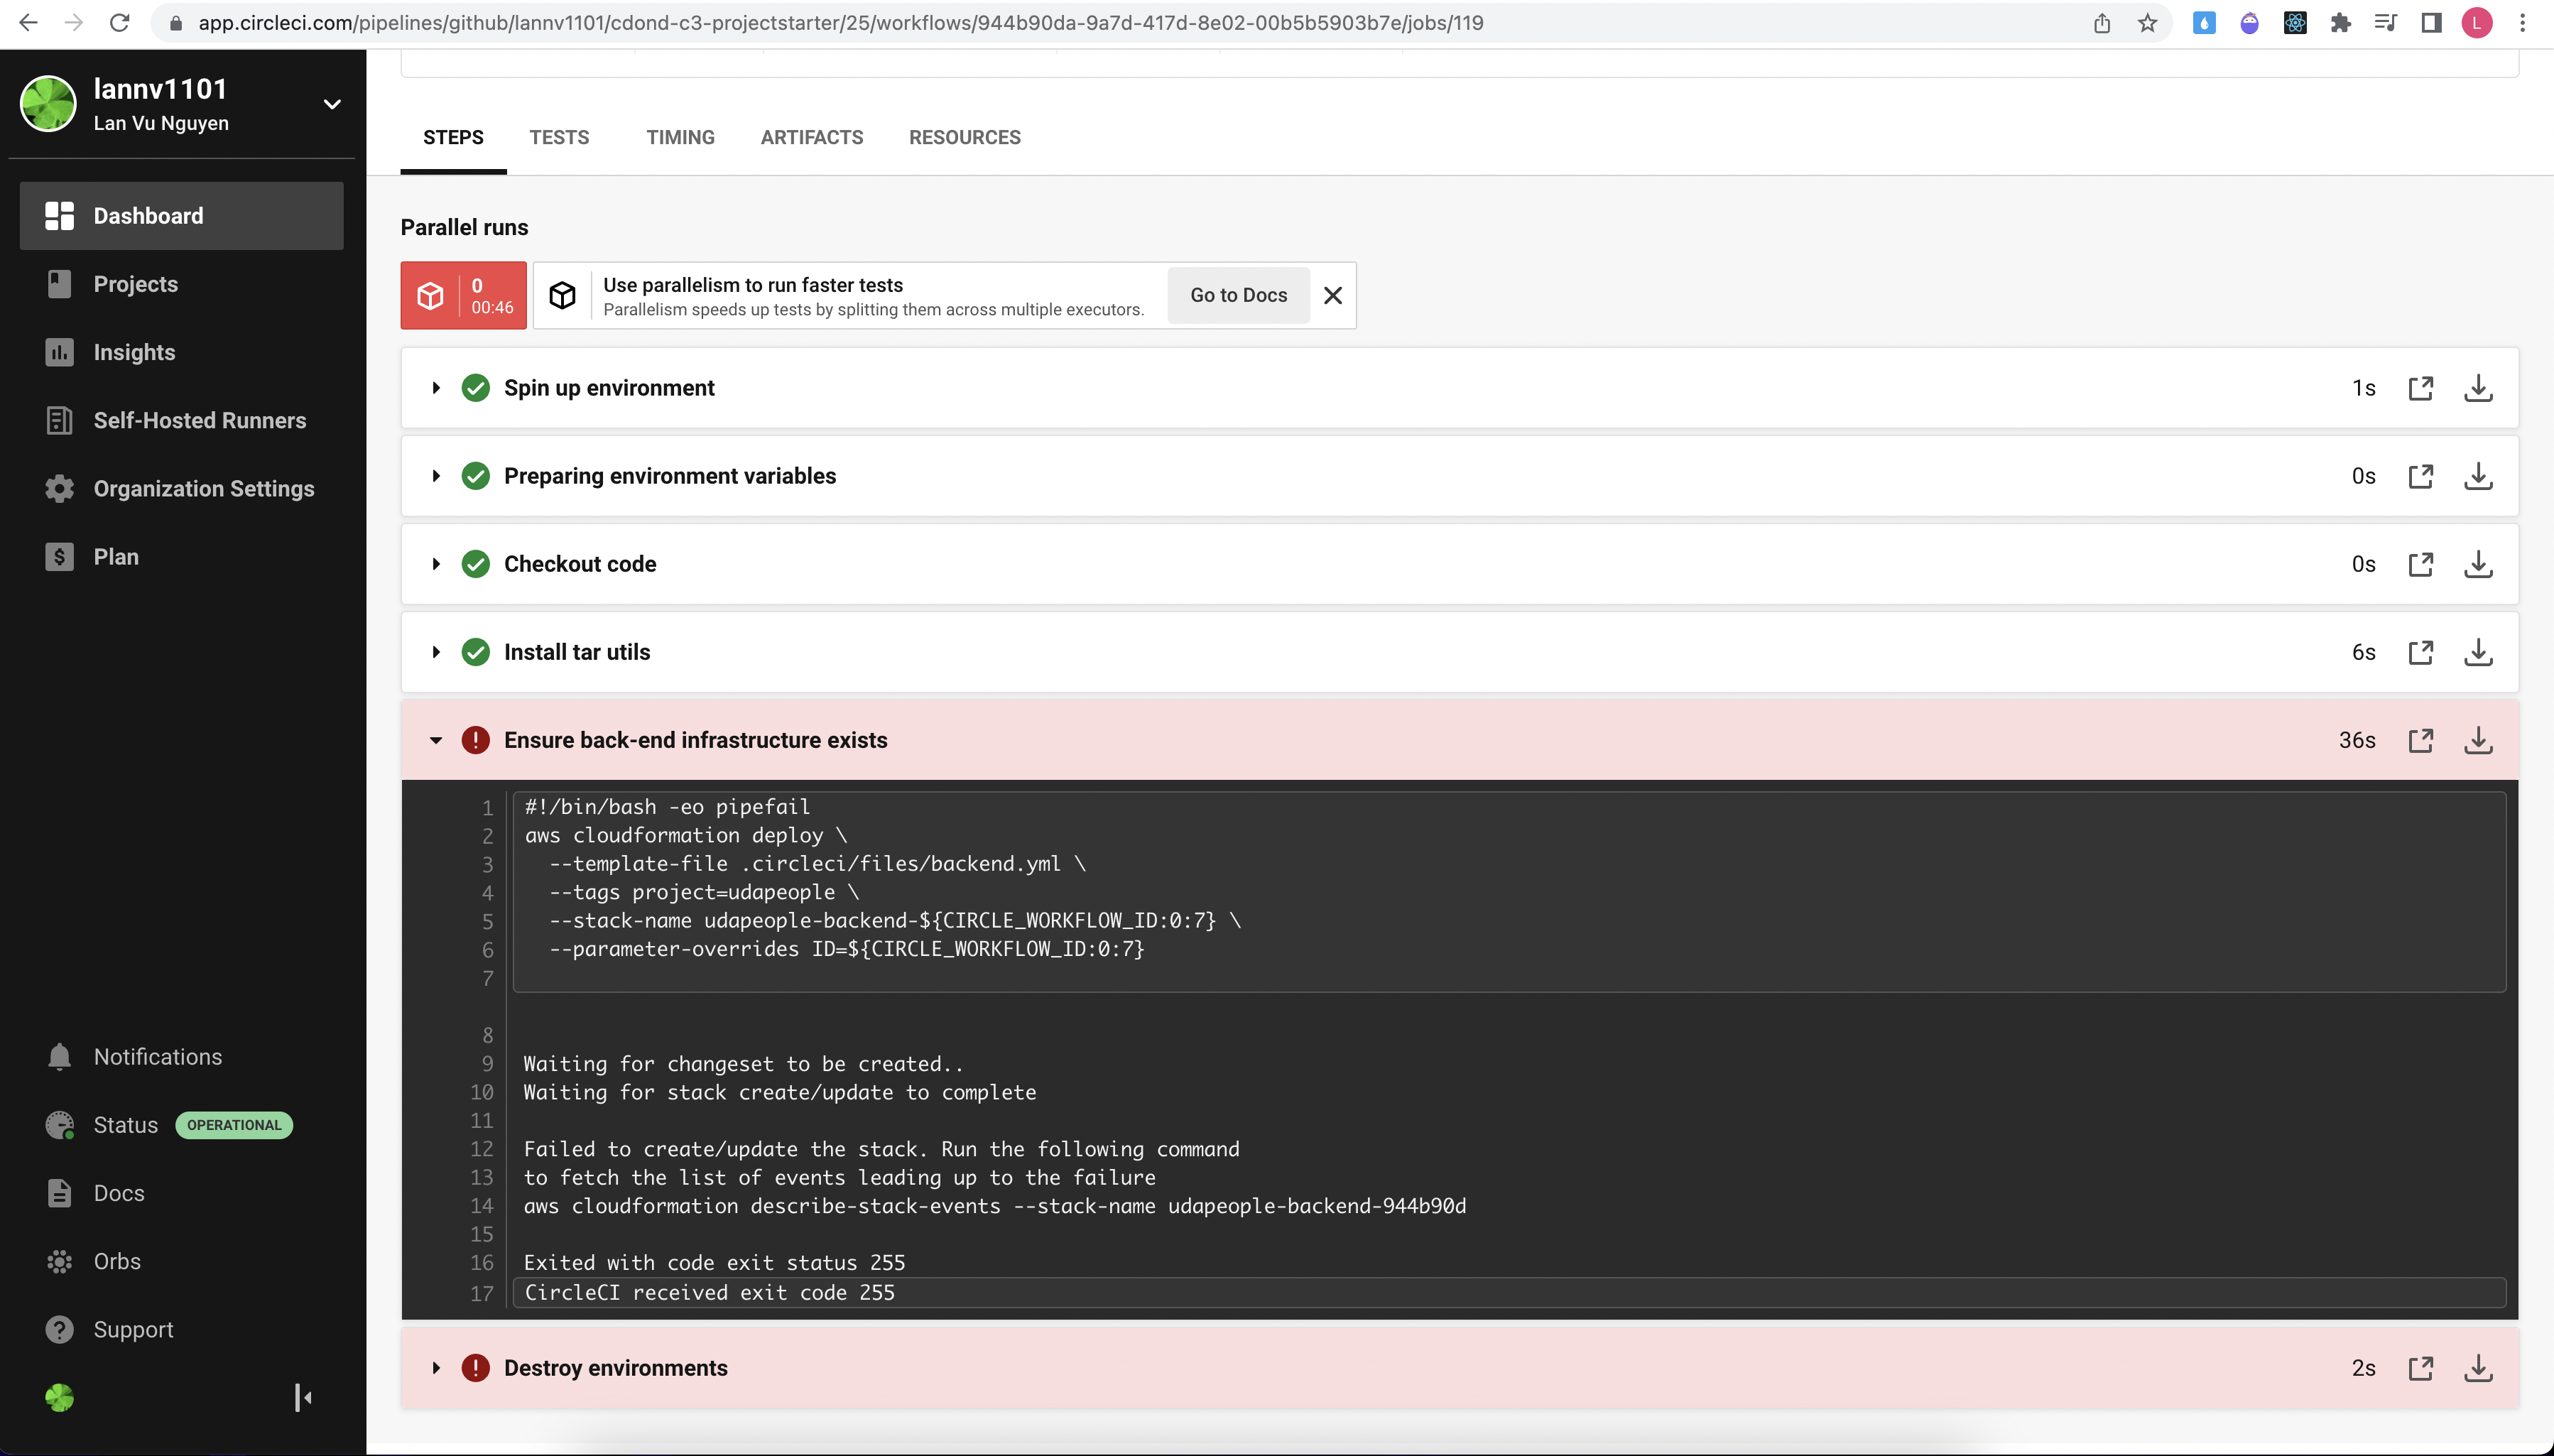 app.circleci.com/pipelines/github/lannv1101/cdond-c3-projectstarter/25/workflows/944b90da-9a7d-417d-8e02-00b5b5903b7e/jobs/119
L
lannv1101
Lan Vu Nguyen
Dashboard
Projects
Insights
Self-Hosted Runners
Organization Settings
Plan
Notifications
Status OPERATIONAL
Docs
Orbs
Support
STEPS TESTS TIMING ARTIFACTS RESOURCES
Parallel runs
0
00:46
Use parallelism to run faster tests
Parallelism speeds up tests by splitting them across multiple executors.
Go to Docs
Spin up environment 1s
Preparing environment variables 0s
Checkout code 0s
Install tar utils 6s
Ensure back-end infrastructure exists 36s
1 #!/bin/bash -eo pipefail
2 aws cloudformation deploy \
3 --template-file .circleci/files/backend.yml \
4 --tags project=udapeople \
5 --stack-name udapeople-backend-${CIRCLE_WORKFLOW_ID:0:7} \
6 --parameter-overrides ID=${CIRCLE_WORKFLOW_ID:0:7}
7
8
9 Waiting for changeset to be created..
10 Waiting for stack create/update to complete
11
12 Failed to create/update the stack. Run the following command
13 to fetch the list of events leading up to the failure
14 aws cloudformation describe-stack-events --stack-name udapeople-backend-944b90d
15
16 Exited with code exit status 255
17 CircleCI received exit code 255
Destroy environments 2s